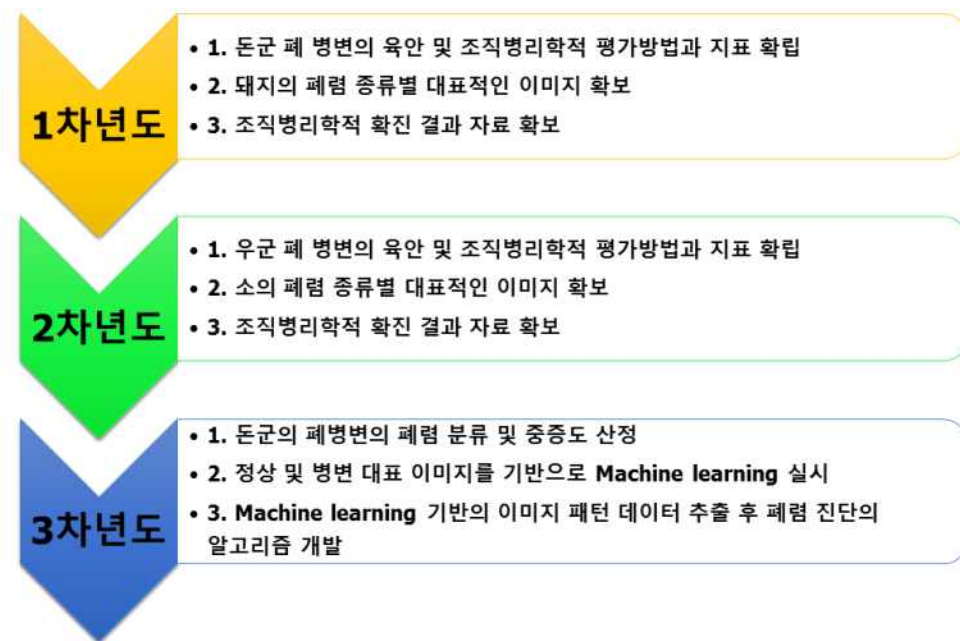 1차년도
• 1. 돈군 폐 병변의 육안 및 조직병리학적 평가방법과 지표 확립
• 2. 돼지의 폐렴 종류별 대표적인 이미지 확보
• 3. 조직병리학적 확진 결과 자료 확보
2차년도
• 1. 우군 폐 병변의 육안 및 조직병리학적 평가방법과 지표 확립
• 2. 소의 폐렴 종류별 대표적인 이미지 확보
• 3. 조직병리학적 확진 결과 자료 확보
3차년도
• 1. 돈군의 폐병변의 폐렴 분류 및 중증도 산정
• 2. 정상 및 병변 대표 이미지를 기반으로 Machine learning 실시
• 3. Machine learning 기반의 이미지 패턴 데이터 추출 후 폐렴 진단의
알고리즘 개발